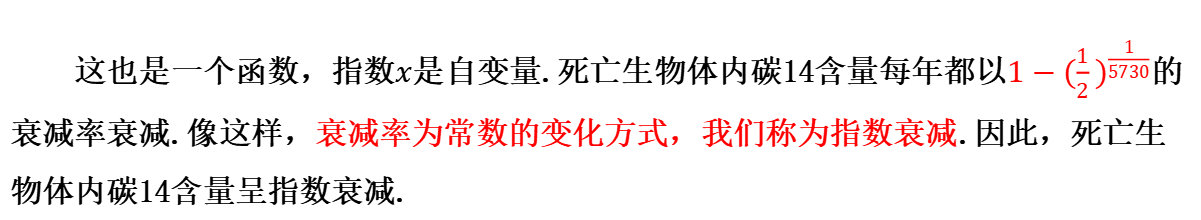 这也是一个函数，指数x是自变量.死亡生物体内碳14含量每年都以1 − (1/2)^(1/5730)的
衰减率衰减.像这样，衰减率为常数的变化方式，我们称为指数衰减.因此，死亡生
物体内碳14含量呈指数衰减.